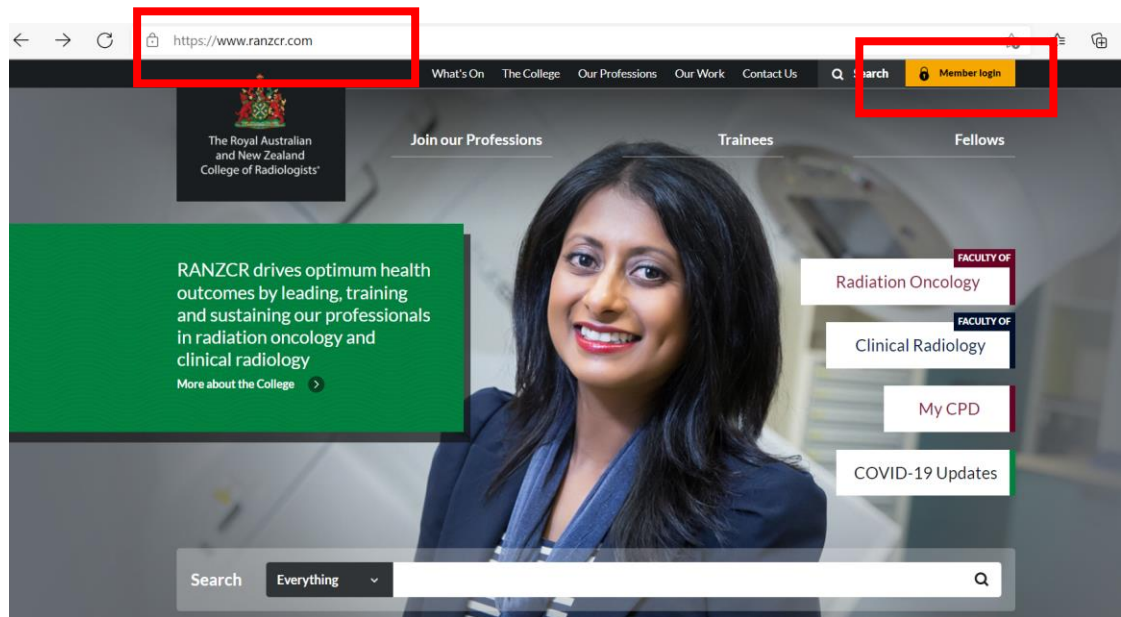 https://www.ranzcr.com
What's On The College Our Professions Our Work Contact Us Search Member login
The Royal Australian
and New Zealand
College of Radiologists®
Join our Professions Trainees Fellows
RANZCR drives optimum health
outcomes by leading, training
and sustaining our professionals
in radiation oncology and
clinical radiology
More about the College
FACULTY OF
Radiation Oncology
FACULTY OF
Clinical Radiology
My CPD
COVID-19 Updates
Search Everything